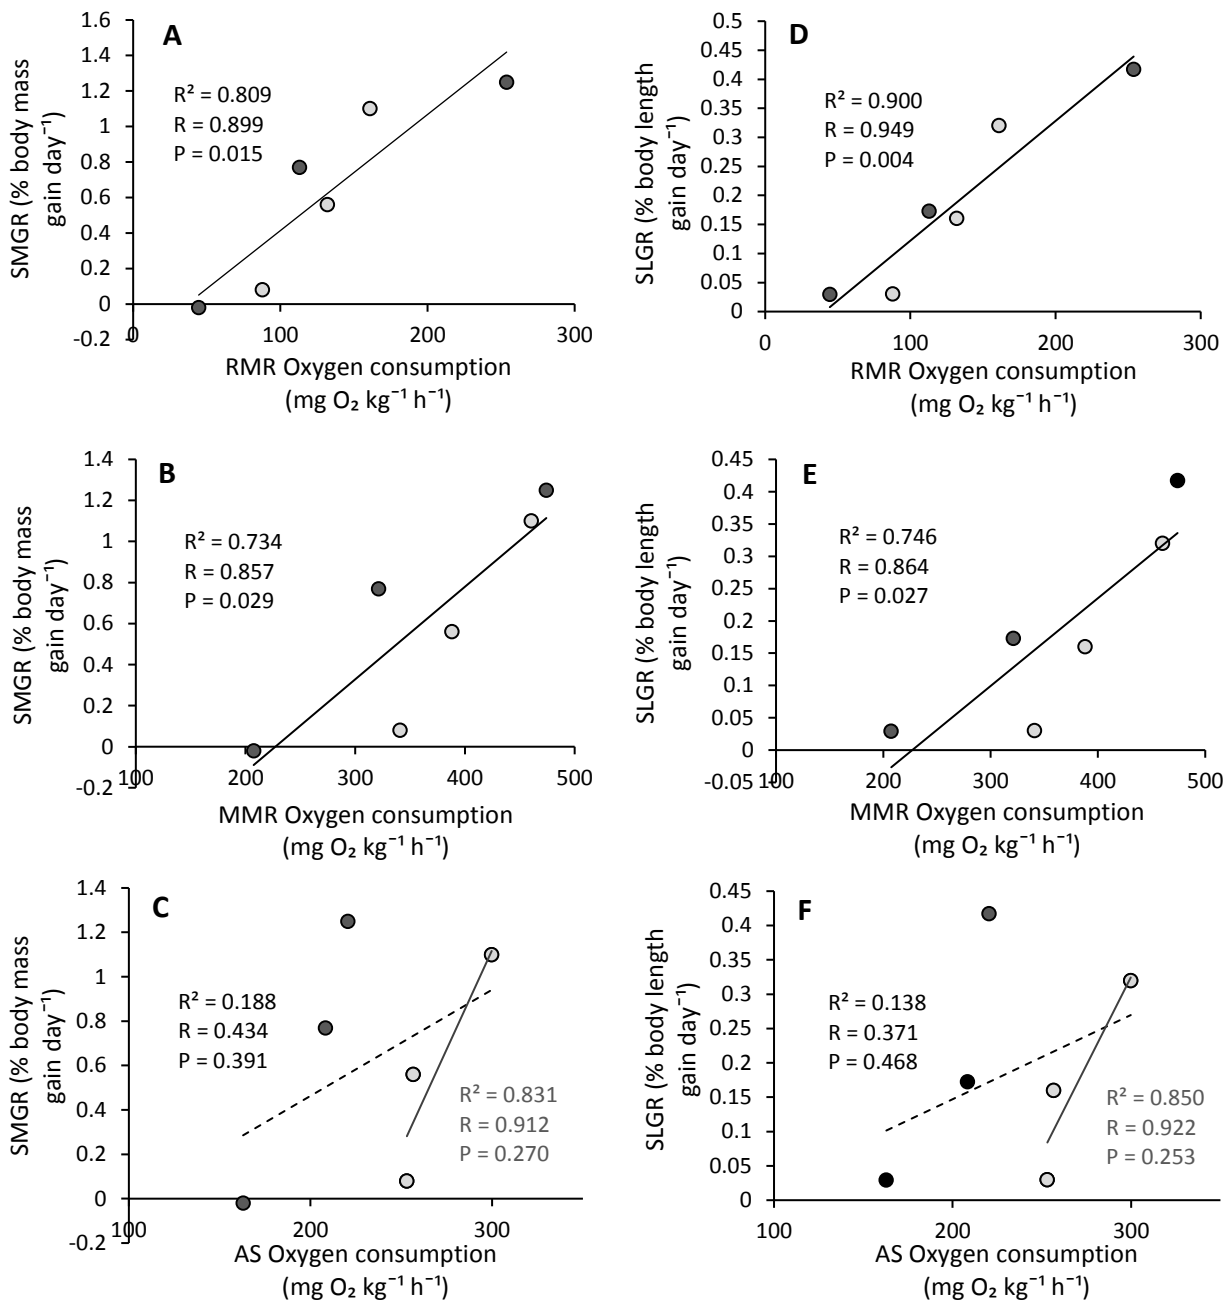 A
SMGR (% body mass
gain day⁻¹)
1.6
1.4
1.2
1
0.8
0.6
0.4
0.2
0
-0.2
R² = 0.809
R = 0.899
P = 0.015
0
100
200
300
RMR Oxygen consumption
(mg O₂ kg⁻¹ h⁻¹)
D
SLGR (% body length
gain day⁻¹)
0.5
0.45
0.4
0.35
0.3
0.25
0.2
0.15
0.1
0.05
0
R² = 0.900
R = 0.949
P = 0.004
0
100
200
300
RMR Oxygen consumption
(mg O₂ kg⁻¹ h⁻¹)
B
SMGR (% body mass
gain day⁻¹)
1.4
1.2
1
0.8
0.6
0.4
0.2
0
-0.2
R² = 0.734
R = 0.857
P = 0.029
100
200
300
400
500
MMR Oxygen consumption
(mg O₂ kg⁻¹ h⁻¹)
E
SLGR (% body length
gain day⁻¹)
0.45
0.4
0.35
0.3
0.25
0.2
0.15
0.1
0.05
0
-0.05
R² = 0.746
R = 0.864
P = 0.027
100
200
300
400
500
MMR Oxygen consumption
(mg O₂ kg⁻¹ h⁻¹)
C
SMGR (% body mass
gain day⁻¹)
1.4
1.2
1
0.8
0.6
0.4
0.2
0
-0.2
R² = 0.188
R = 0.434
P = 0.391
R² = 0.831
R = 0.912
P = 0.270
100
200
300
AS Oxygen consumption
(mg O₂ kg⁻¹ h⁻¹)
F
SLGR (% body length
gain day⁻¹)
0.45
0.4
0.35
0.3
0.25
0.2
0.15
0.1
0.05
0
R² = 0.138
R = 0.371
P = 0.468
R² = 0.850
R = 0.922
P = 0.253
100
200
300
AS Oxygen consumption
(mg O₂ kg⁻¹ h⁻¹)